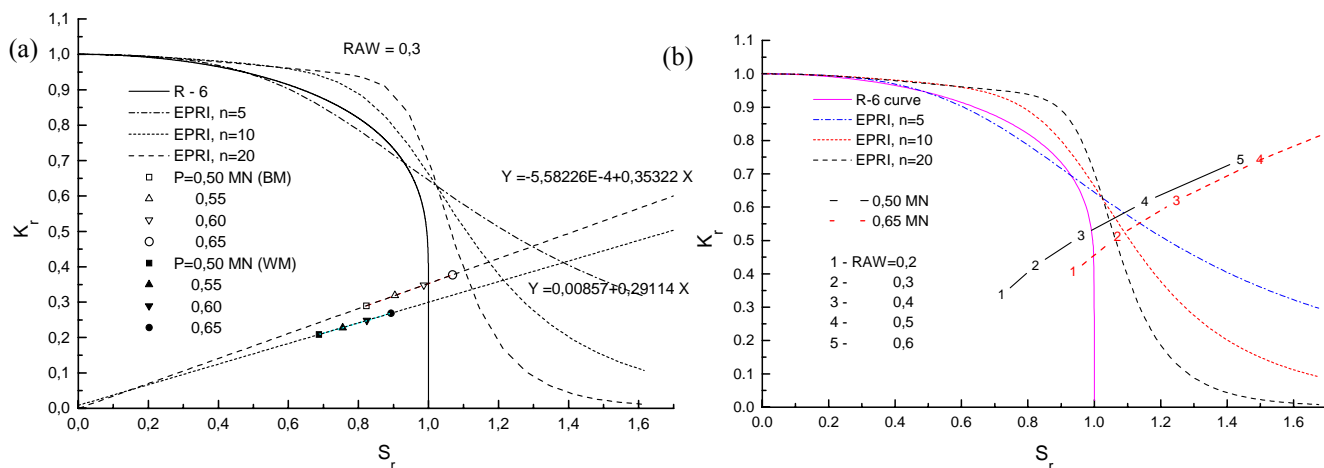 (a)
1,1
1,0
0,9
0,8
0,7
0,6
0,5
0,4
0,3
0,2
0,1
0,0
K_r
RAW = 0,3
R - 6
EPRI, n=5
EPRI, n=10
EPRI, n=20
P=0,50 MN (BM)
0,55
0,60
0,65
P=0,50 MN (WM)
0,55
0,60
0,65
Y =-5,58226E-4+0,35322 X
Y =0,00857+0,29114 X
0,0 0,2 0,4 0,6 0,8 1,0 1,2 1,4 1,6
S_r
(b)
1.1
1.0
0.9
0.8
0.7
0.6
0.5
0.4
0.3
0.2
0.1
0.0
K_r
R-6 curve
EPRI, n=5
EPRI, n=10
EPRI, n=20
0,50 MN
0,65 MN
1 - RAW=0,2
2 - 0,3
3 - 0,4
4 - 0,5
5 - 0,6
1 2 3 4 5
1 2 3 4
0.0 0.2 0.4 0.6 0.8 1.0 1.2 1.4 1.6
S_r